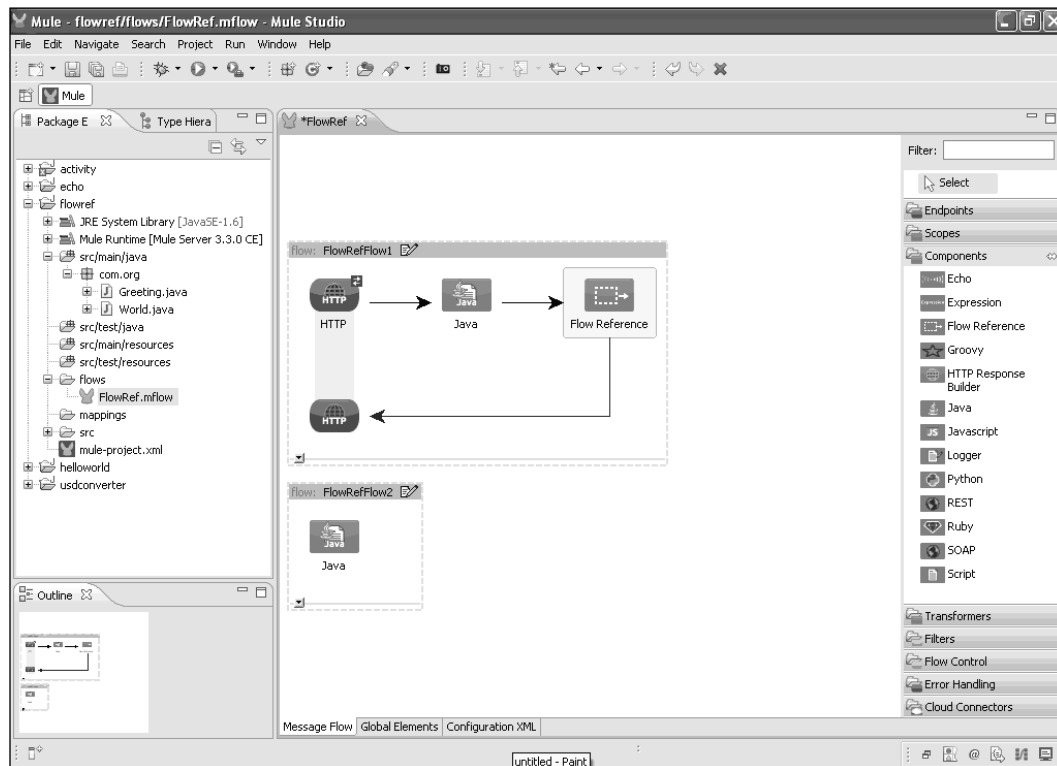 Mule - flowref/flows/FlowRef.mflow - Mule Studio
File Edit Navigate Search Project Run Window Help
Mule
Package E
Type Hiera
activity
echo
flowref
JRE System Library [JavaSE-1.6]
Mule Runtime [Mule Server 3.3.0 CE]
src/main/java
com.org
Greeting.java
World.java
src/test/java
src/main/resources
src/test/resources
flows
FlowRef.mflow
mappings
src
mule-project.xml
helloworld
usdconverter
Outline
*FlowRef
flow: FlowRefFlow1
HTTP
Java
HTTP
Java
Flow Reference
HTTP
flow: FlowRefFlow2
Java
Java
Message Flow
Global Elements
Configuration XML
Filter:
Select
Endpoints
Scopes
Components
Echo
Expression
Flow Reference
Groovy
HTTP Response
Builder
Java
JS Javascript
Logger
Python
REST
Ruby
SOAP
Script
Transformers
Filters
Flow Control
Error Handling
Cloud Connectors
untitled - Paint
@